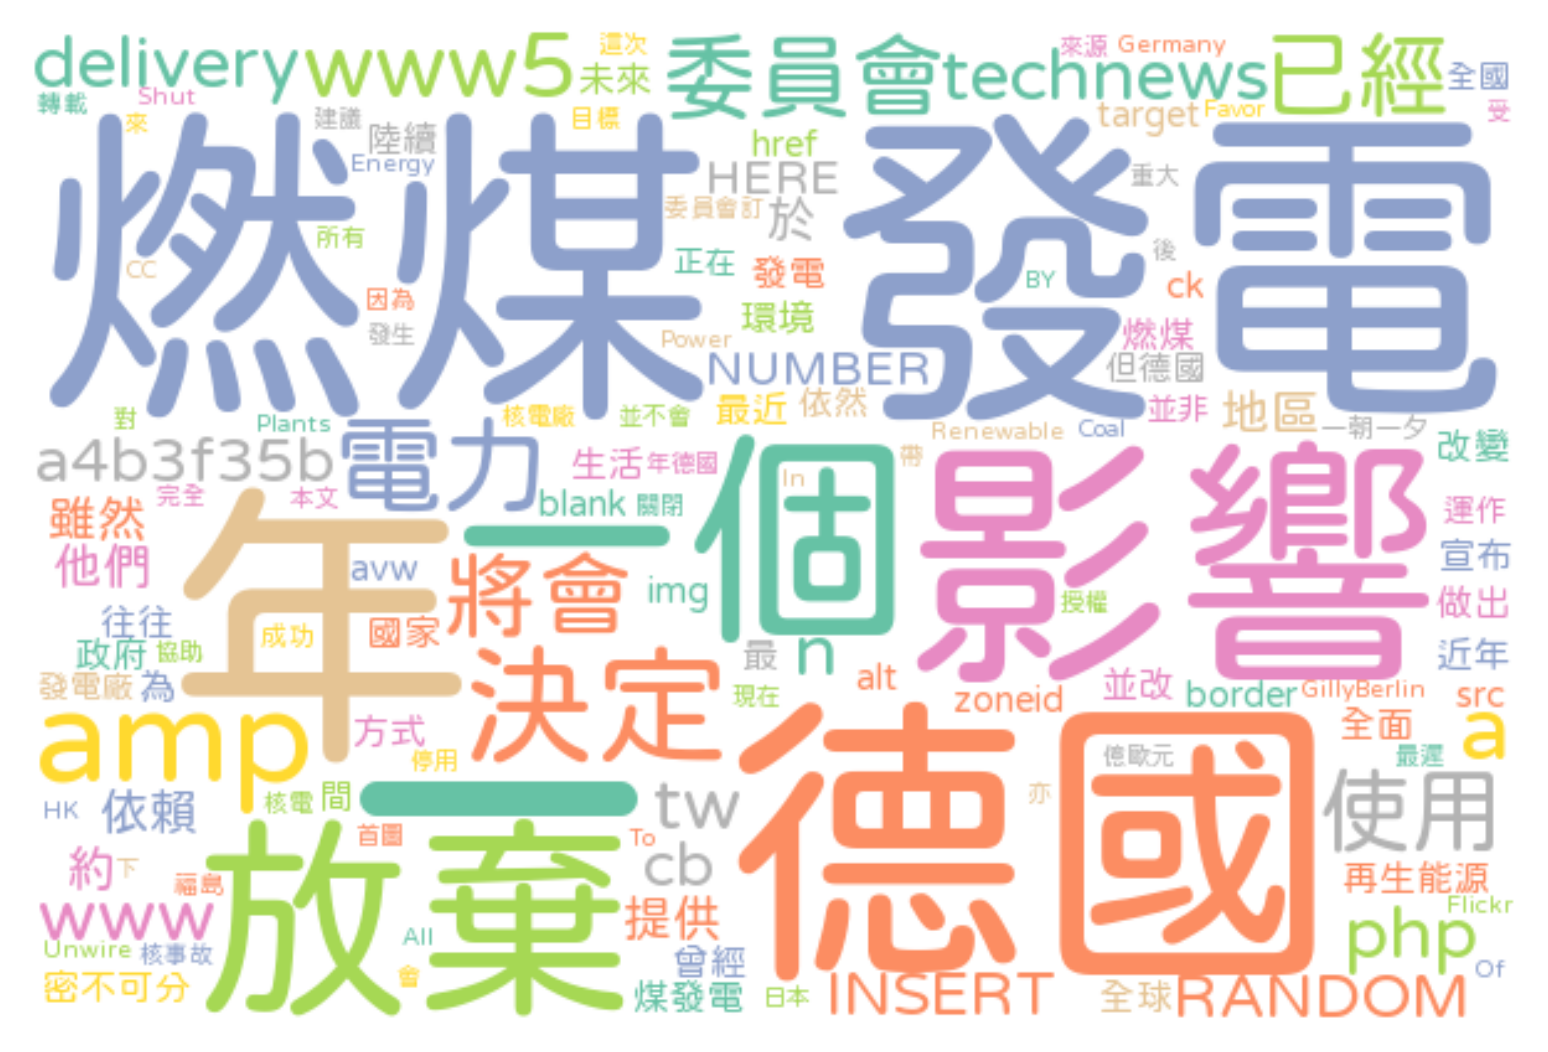 delivery
www5
這次
未來
委員會
來源
Germany
technews
已經
全國
轉載
Shut
來
建議
陸續
目標
href
target
Favor
受
燃煤發電
Energy
HERE
重大
委員會訂
於
所有
正在
發電
後
CC
因為
環境
BY
ck
發生
Power
燃煤
NUMBER
但德國
對
Plants
核電廠
並不會
最近
依然
並非
地區
一朝一夕
Renewable
Coal
改變
a4b3f35b
電力
生活
年德國
帶
In
影響
完全
本文
blank
關閉
一個
運作
雖然
他們
年
avw
將會
img
授權
宣布
做出
往往
成功
國家
政府
協助
決定
最
n
近年
發電廠
為
現在
alt
zoneid
並改
border
GillyBerlin
src
amp
方式
停用
全面
a
億歐元
最遲
HK
依賴
核電
間
一
tw
德國
亦
使用
首圖
To
cb
約
下
福島
放棄
再生能源
www
提供
Flickr
php
Unwire
核事故
All
曾經
Of
密不可分
會
煤發電
日本
INSERT
全球
RANDOM